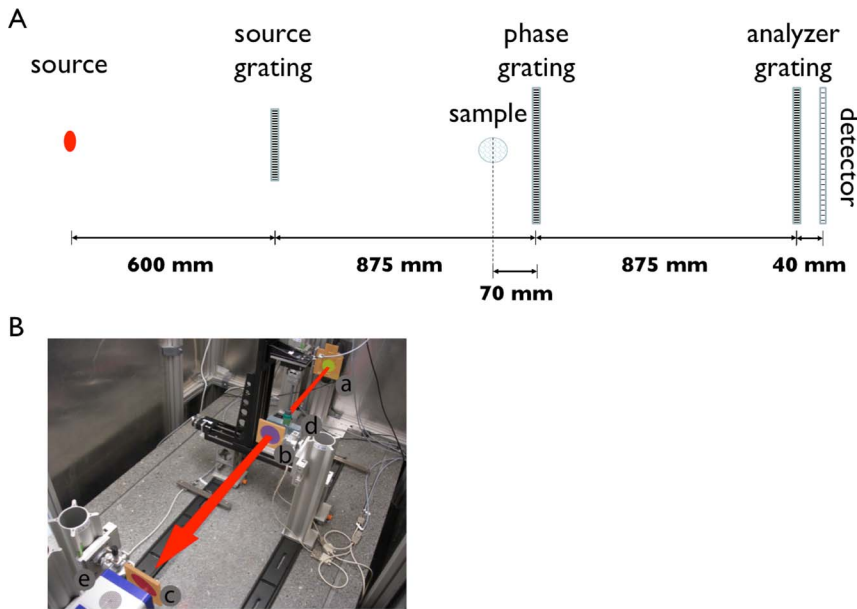 A
source
source
grating
sample
phase
grating
analyzer
grating
detector
600 mm
875 mm
70 mm
875 mm
40 mm
B
a
d
b
e
c